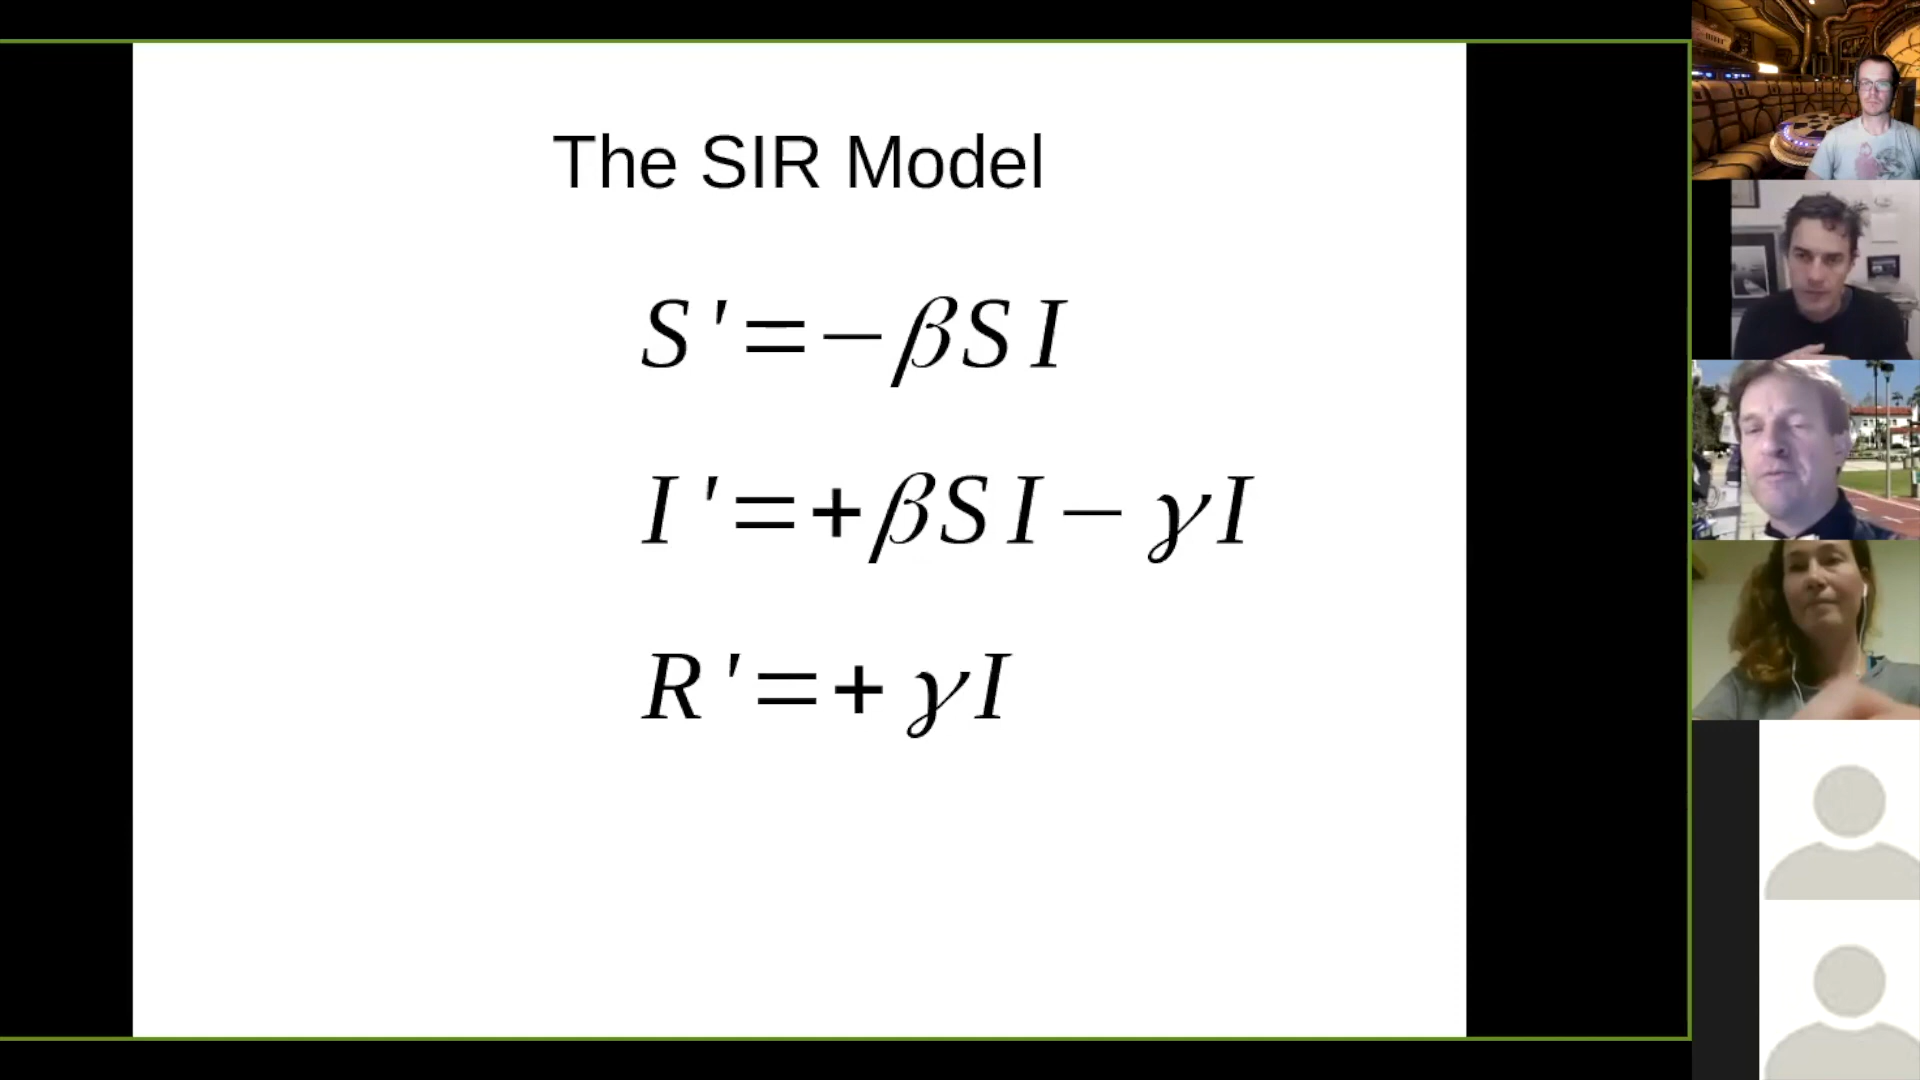 The SIR Model
S'=−βSI
I'=+βSI−γI
R'=+γI